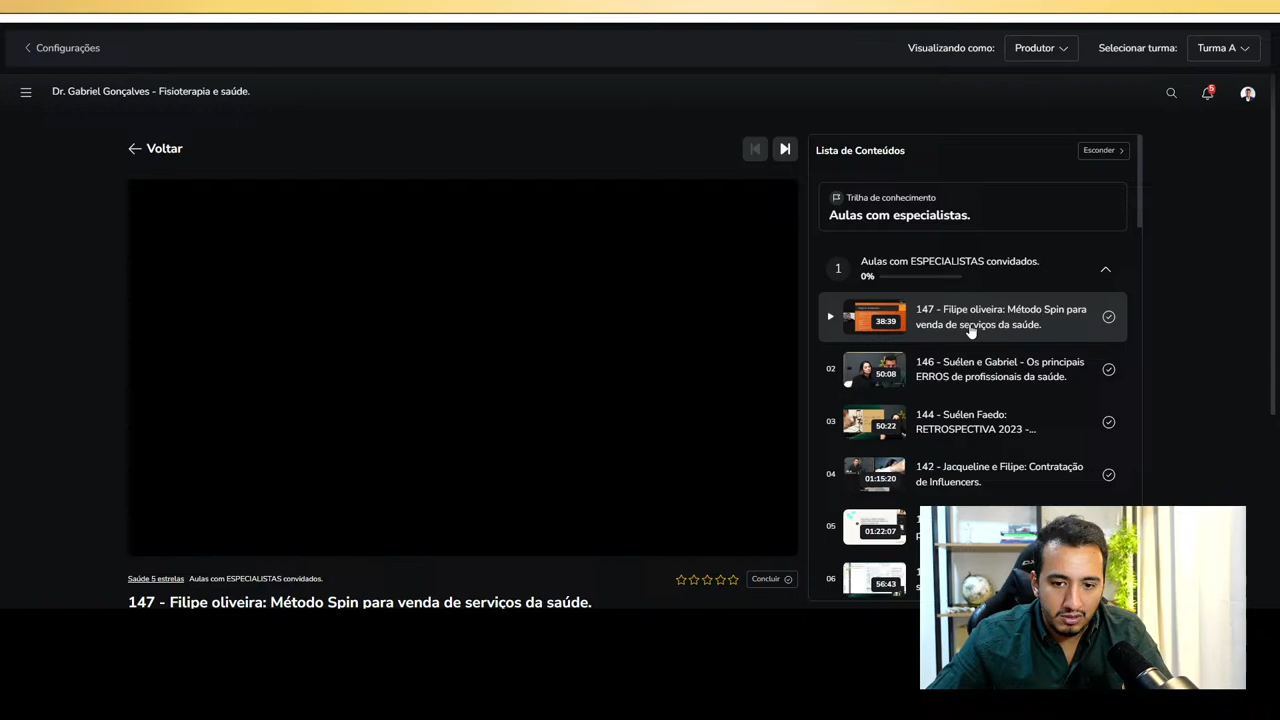 Configurações
Visualizando como:
Produtor
Selecionar turma:
Turma A
Dr. Gabriel Gonçalves - Fisioterapia e saúde.
5
Voltar
Lista de Conteúdos
Esconder
Trilha de conhecimento
Aulas com especialistas.
1
Aulas com ESPECIALISTAS convidados.
0%
38:39
147 - Filipe oliveira: Método Spin para
venda de serviços da saúde.
02
50:08
146 - Suélen e Gabriel - Os principais
ERROS de profissionais da saúde.
03
50:22
144 - Suélen Faedo:
RETROSPECTIVA 2023 -...
04
01:15:20
142 - Jacqueline e Filipe: Contratação
de Influencers.
05
01:22:07
06
56:43
Saúde 5 estrelas
Aulas com ESPECIALISTAS convidados.
Concluir
147 - Filipe oliveira: Método Spin para venda de serviços da saúde.